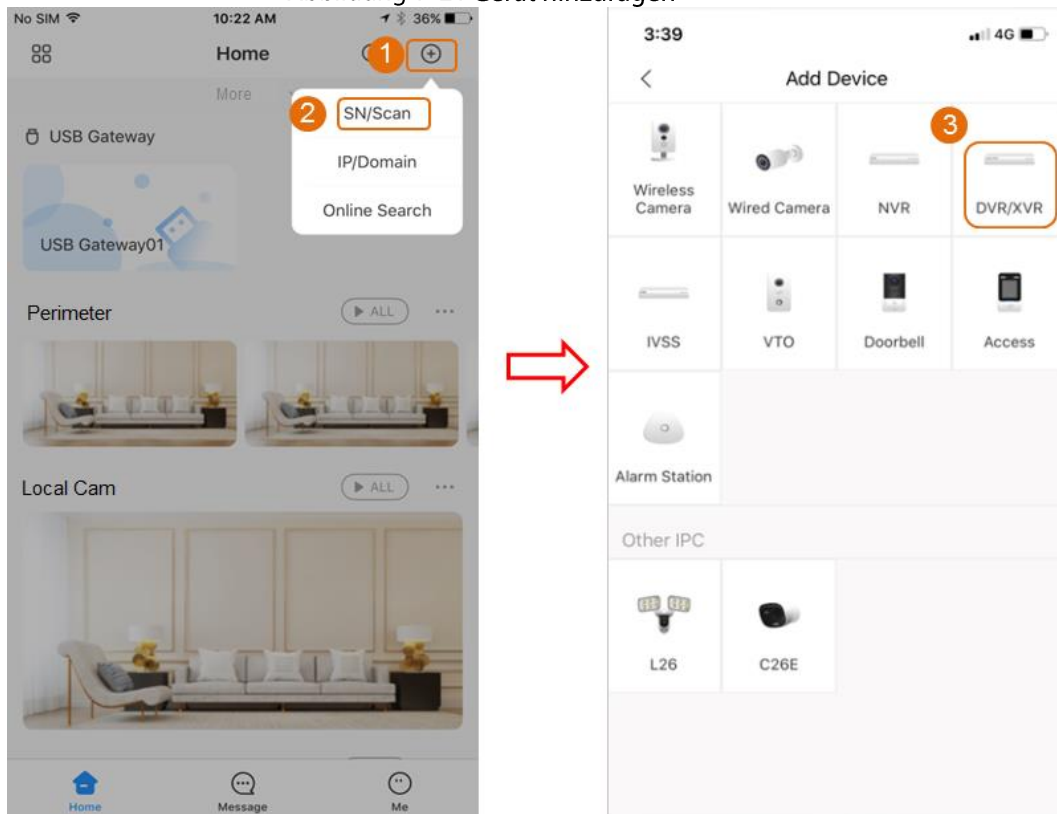 No SIM 10:22 AM 36%
Home
1
More
2 SN/Scan
IP/Domain
Online Search
USB Gateway
USB Gateway01
Perimeter
ALL
Local Cam
ALL
Home Message Me
3:39 4G
Add Device
3
Wireless Camera
Wired Camera
NVR
DVR/XVR
IVSS
VTO
Doorbell
Access
Alarm Station
Other IPC
L26
C26E